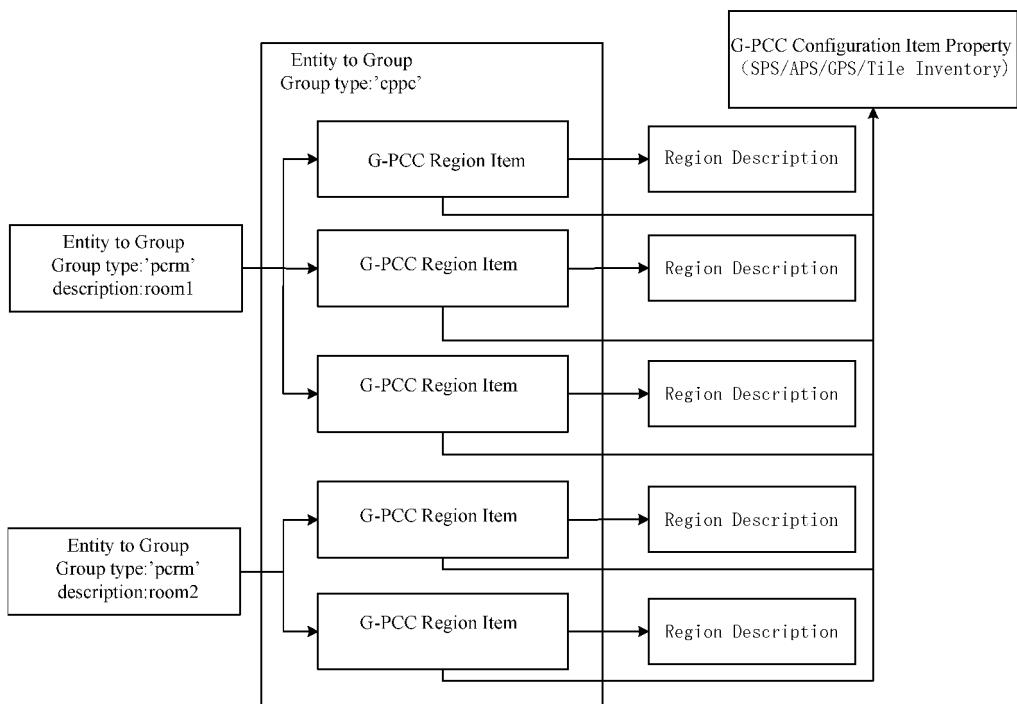 G-PCC Configuration Item Property
（SPS/APS/GPS/Tile Inventory)
Entity to Group
Group type:'cppc'
G-PCC Region Item
Region Description
Entity to Group
Group type:'pcrm'
description:room1
G-PCC Region Item
Region Description
G-PCC Region Item
Region Description
G-PCC Region Item
Region Description
Entity to Group
Group type:'pcrm'
description:room2
G-PCC Region Item
Region Description